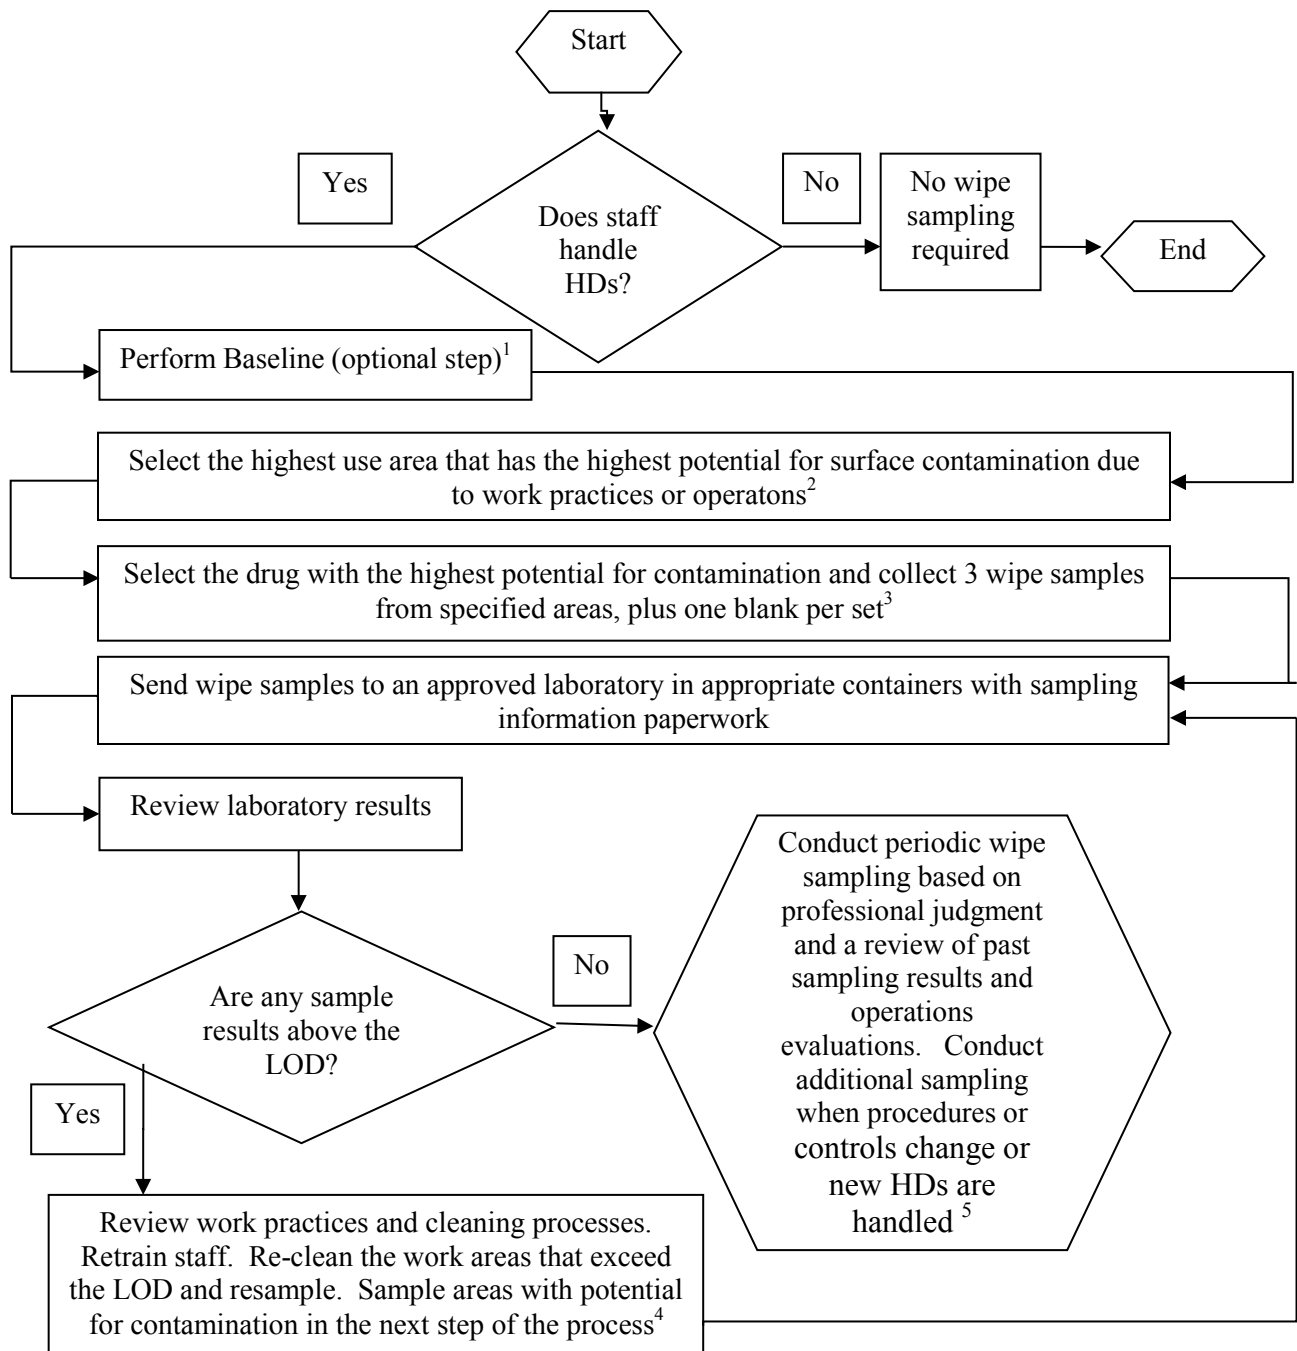 Start
Yes
No
No wipe
sampling
required
End
Does staff
handle
HDs?
Perform Baseline (optional step)1
Select the highest use area that has the highest potential for surface contamination due
to work practices or operatons2
Select the drug with the highest potential for contamination and collect 3 wipe samples
from specified areas, plus one blank per set3
Send wipe samples to an approved laboratory in appropriate containers with sampling
information paperwork
Review laboratory results
Are any sample
results above the
LOD?
No
Yes
Conduct periodic wipe
sampling based on
professional judgment
and a review of past
sampling results and
operations
evaluations. Conduct
additional sampling
when procedures or
controls change or
new HDs are
handled 5
Review work practices and cleaning processes.
Retrain staff. Re-clean the work areas that exceed
the LOD and resample. Sample areas with potential
for contamination in the next step of the process4